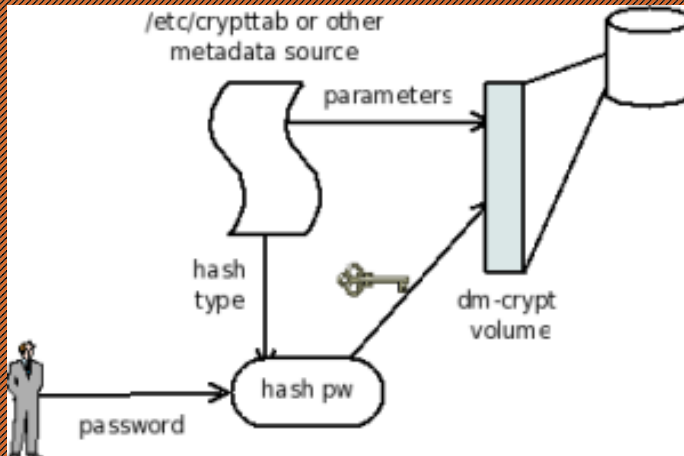 /etc/crypttab or other
metadata source
parameters
hash
type
dm-crypt
volume
hash pw
password